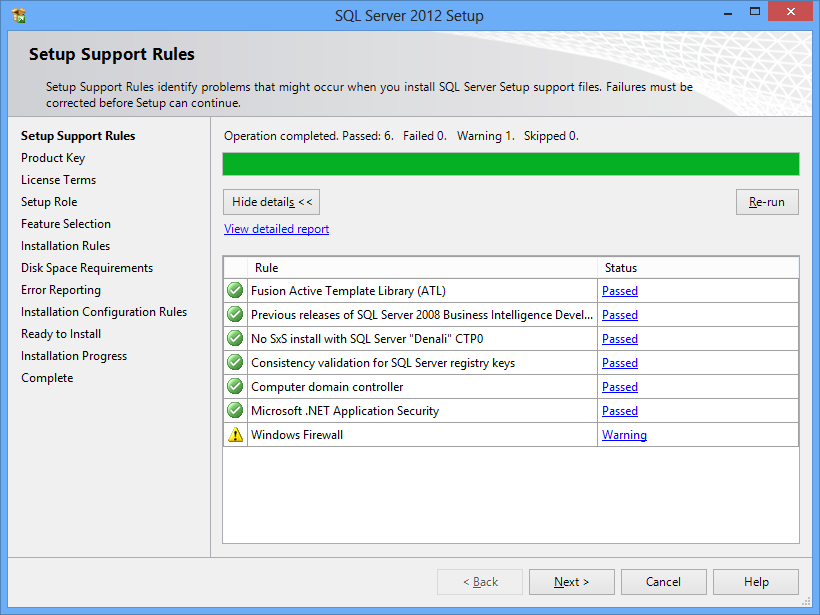 SQL Server 2012 Setup
Setup Support Rules
Setup Support Rules identify problems that might occur when you install SQL Server Setup support files. Failures must be
corrected before Setup can continue.
Setup Support Rules
Product Key
License Terms
Setup Role
Feature Selection
Installation Rules
Disk Space Requirements
Error Reporting
Installation Configuration Rules
Ready to Install
Installation Progress
Complete
Operation completed. Passed: 6.   Failed 0.   Warning 1.   Skipped 0.
Hide details <<
Re-run
View detailed report
Rule Status
Fusion Active Template Library (ATL) Passed
Previous releases of SQL Server 2008 Business Intelligence Devel... Passed
No SxS install with SQL Server "Denali" CTP0 Passed
Consistency validation for SQL Server registry keys Passed
Computer domain controller Passed
Microsoft .NET Application Security Passed
Windows Firewall Warning
< Back Next > Cancel Help